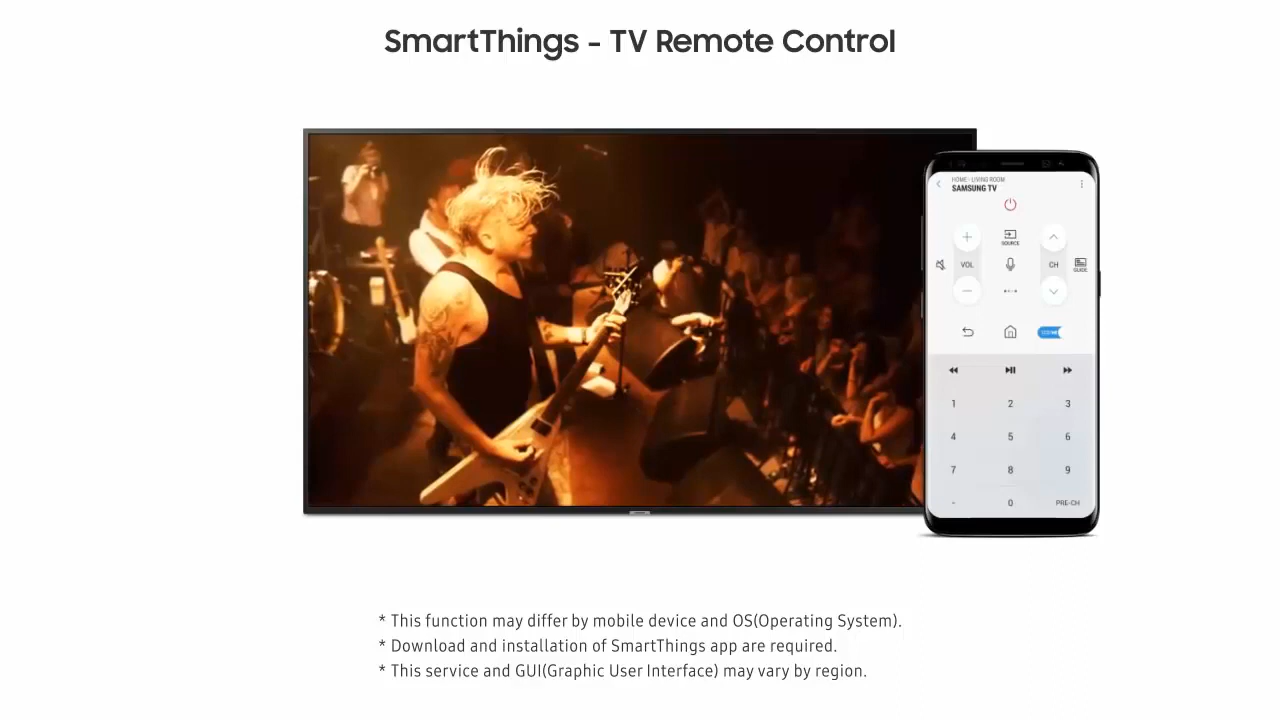 SmartThings - TV Remote Control
HOME - LIVING ROOM
SAMSUNG TV
SOURCE
VOL
CH
GUIDE
1 2 3
4 5 6
7 8 9
- 0 PRE-CH
* This function may differ by mobile device and OS(Operating System).
* Download and installation of SmartThings app are required.
* This service and GUI(Graphic User Interface) may vary by region.